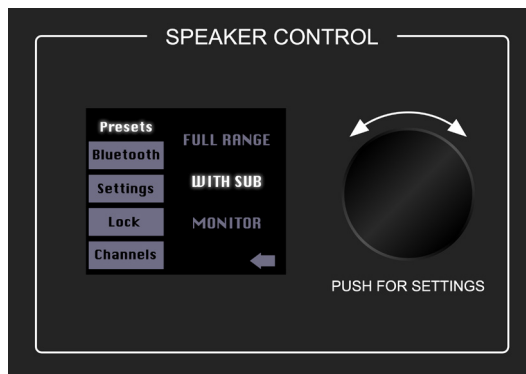 SPEAKER CONTROL
Presets
Bluetooth
Settings
Lock
Channels
FULL RANGE
WITH SUB
MONITOR
PUSH FOR SETTINGS